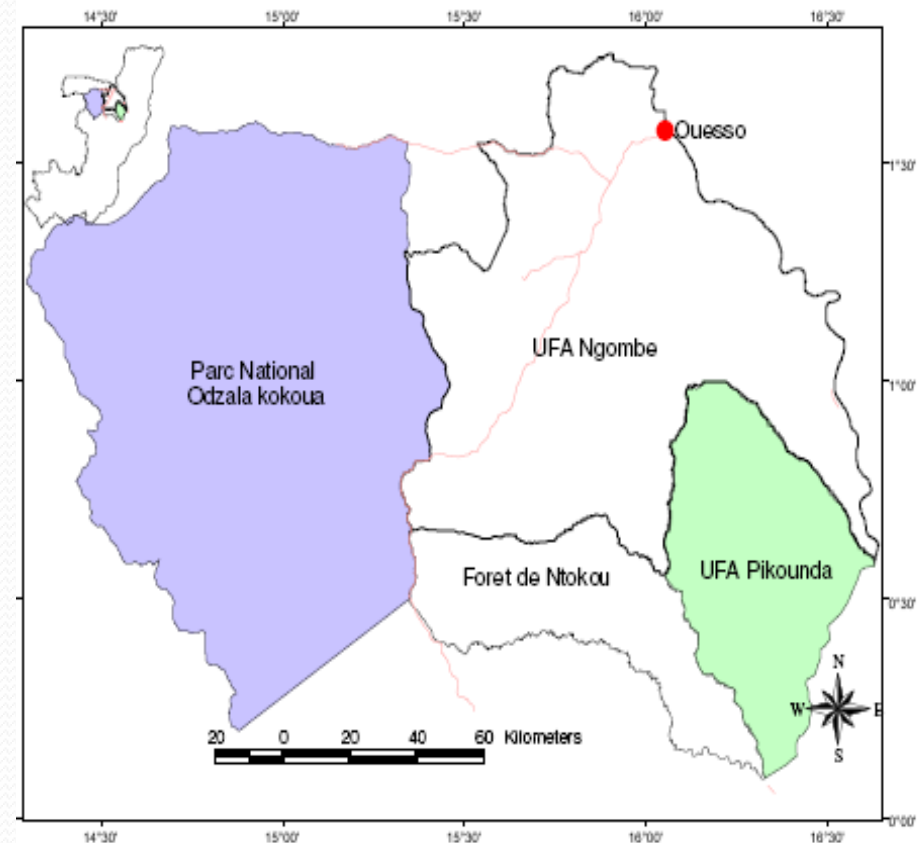 14°30' 15°00' 15°30' 16°00' 16°30'
Ouesso
1°30'
UFA Ngombe
Parc National
Odzala kokoua
1°00'
Foret de Ntokou
UFA Pikounda
0°30'
N
W E
S
20 0 20 40 60 Kilometers
0°00'
14°30' 15°00' 15°30' 16°00' 16°30'